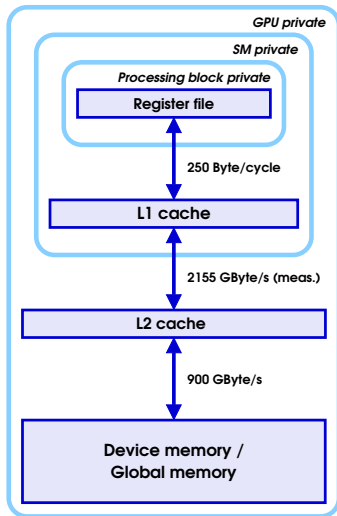 GPU private
SM private
Processing block private
Register file
250 Byte/cycle
L1 cache
2155 GByte/s (meas.)
L2 cache
900 GByte/s
Device memory /
Global memory